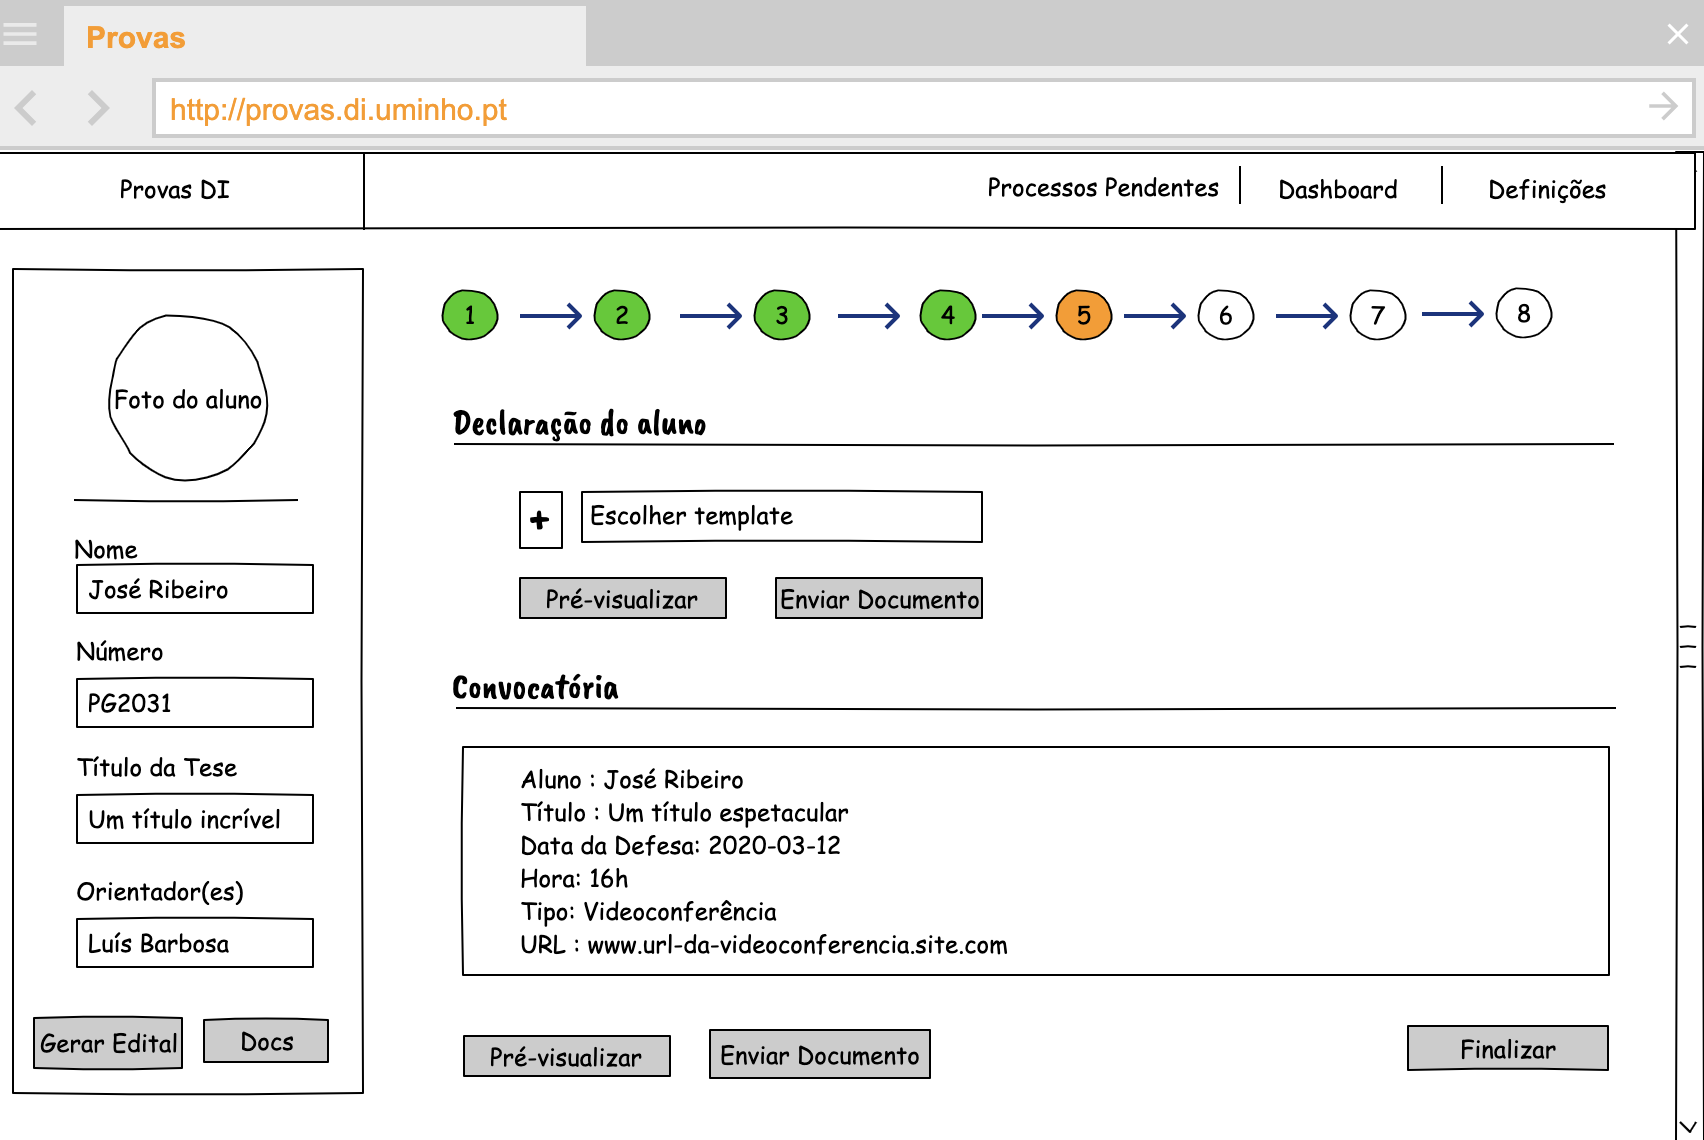 Provas
http://provas.di.uminho.pt
Provas DI
Processos Pendentes
Dashboard
Definições
1
2
3
4
5
6
7
8
Foto do aluno
Nome
José Ribeiro
Número
PG2031
Título da Tese
Um título incrível
Orientador(es)
Luís Barbosa
Gerar Edital
Docs
Declaração do aluno
+
Escolher template
Pré-visualizar
Enviar Documento
Convocatória
Aluno : José Ribeiro
Título : Um título espetacular
Data da Defesa: 2020-03-12
Hora: 16h
Tipo: Videoconferência
URL : www.url-da-videoconferencia.site.com
Pré-visualizar
Enviar Documento
Finalizar